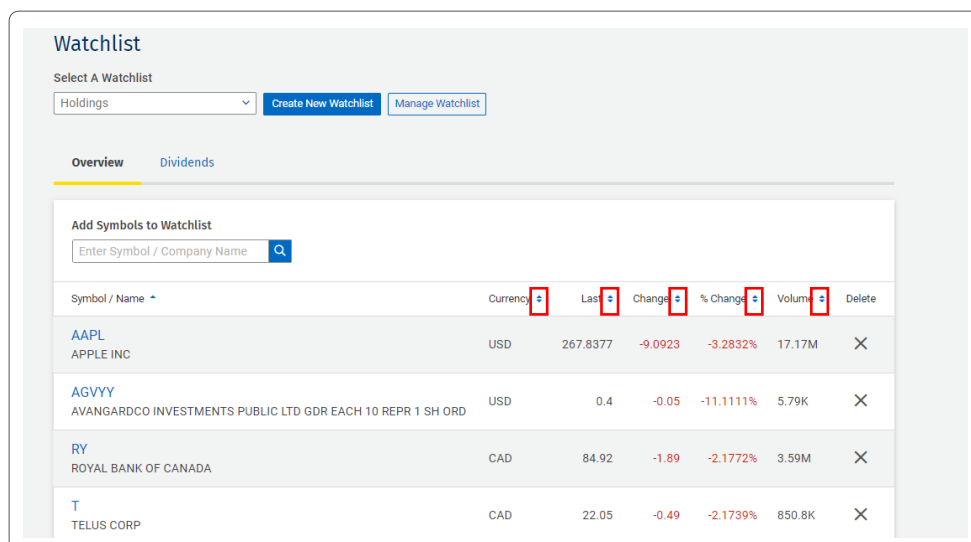 Watchlist
Select A Watchlist
Holdings Create New Watchlist Manage Watchlist
Overview Dividends
Add Symbols to Watchlist
Enter Symbol / Company Name
Symbol / Name Currency Last Change % Change Volume Delete
AAPL
APPLE INC USD 267.8377 -9.0923 -3.2832% 17.17M
AGVYY
AVANGARDCO INVESTMENTS PUBLIC LTD GDR EACH 10 REPR 1 SH ORD USD 0.4 -0.05 -11.1111% 5.79K
RY
ROYAL BANK OF CANADA CAD 84.92 -1.89 -2.1772% 3.59M
T
TELUS CORP CAD 22.05 -0.49 -2.1739% 850.8K